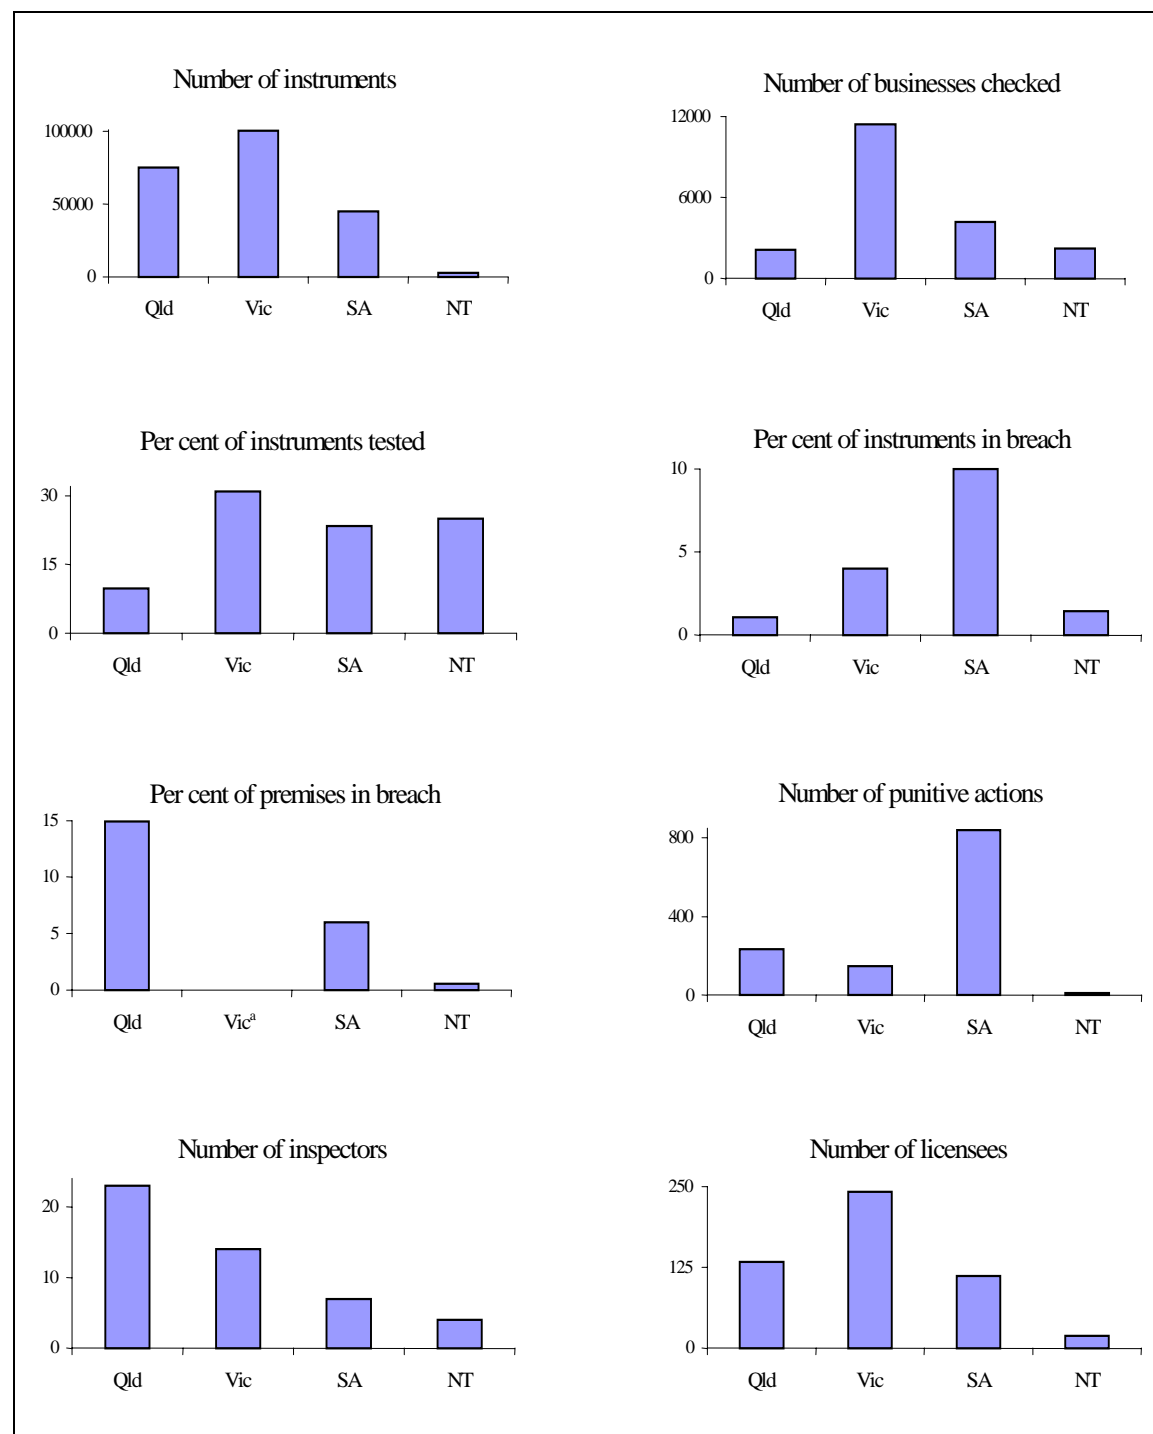 Number of instruments
100000
50000
0
Qld Vic SA NT
Number of businesses checked
12000
6000
0
Qld Vic SA NT
Per cent of instruments tested
30
15
0
Qld Vic SA NT
Per cent of instruments in breach
10
5
0
Qld Vic SA NT
Per cent of premises in breach
15
10
5
0
Qld Vicᵃ SA NT
Number of punitive actions
800
400
0
Qld Vic SA NT
Number of inspectors
20
10
0
Qld Vic SA NT
Number of licensees
250
125
0
Qld Vic SA NT